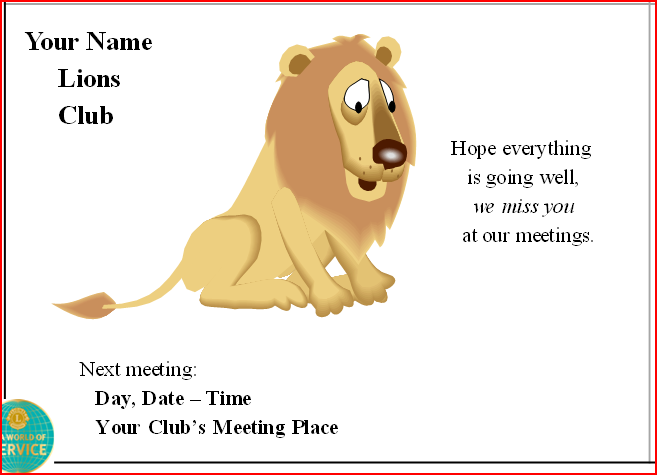 Your Name
Lions
Club
Hope everything
is going well,
we miss you
at our meetings.
Next meeting:
Day, Date – Time
Your Club’s Meeting Place
L
A WORLD OF
SERVICE